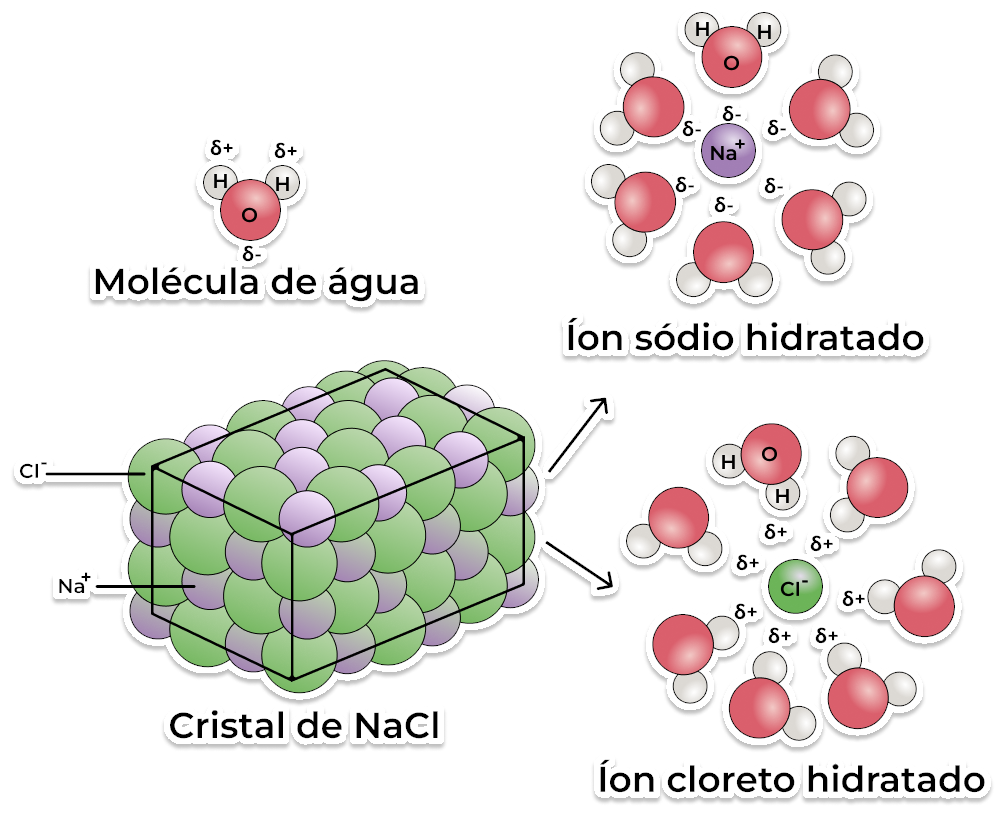 δ+ δ+
H H
O
δ-
Molécula de água
H H
O
δ-
δ- δ-
Na+
δ- δ-
δ-
Íon sódio hidratado
Cl-
Na+
Cristal de NaCl
O
H
H
δ+
δ+ δ+
Cl-
δ+
δ+
δ+ δ+
Íon cloreto hidratado